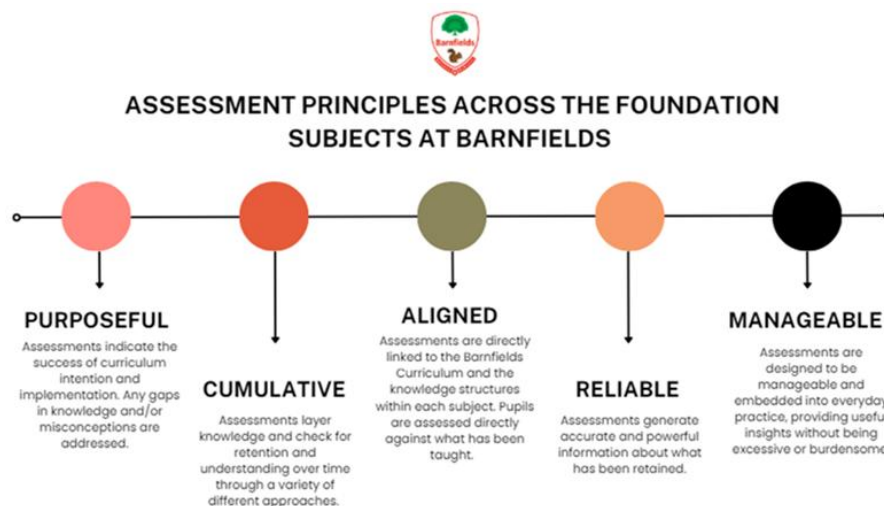 Barnfields
ASSESSMENT PRINCIPLES ACROSS THE FOUNDATION
SUBJECTS AT BARNFIELDS
PURPOSEFUL
Assessments indicate the
success of curriculum
intention and
implementation. Any gaps
in knowledge and/or
misconceptions are
addressed.
CUMULATIVE
Assessments layer
knowledge and check for
retention and
understanding over time
through a variety of
different approaches.
ALIGNED
Assessments are directly
linked to the Barnfields
Curriculum and the
knowledge structures
within each subject. Pupils
are assessed directly
against what has been
taught.
RELIABLE
Assessments generate
accurate and powerful
information about what
has been retained.
MANAGEABLE
Assessments are
designed to be
manageable and
embedded into everyday
practice, providing useful
insights without being
excessive or burdensome